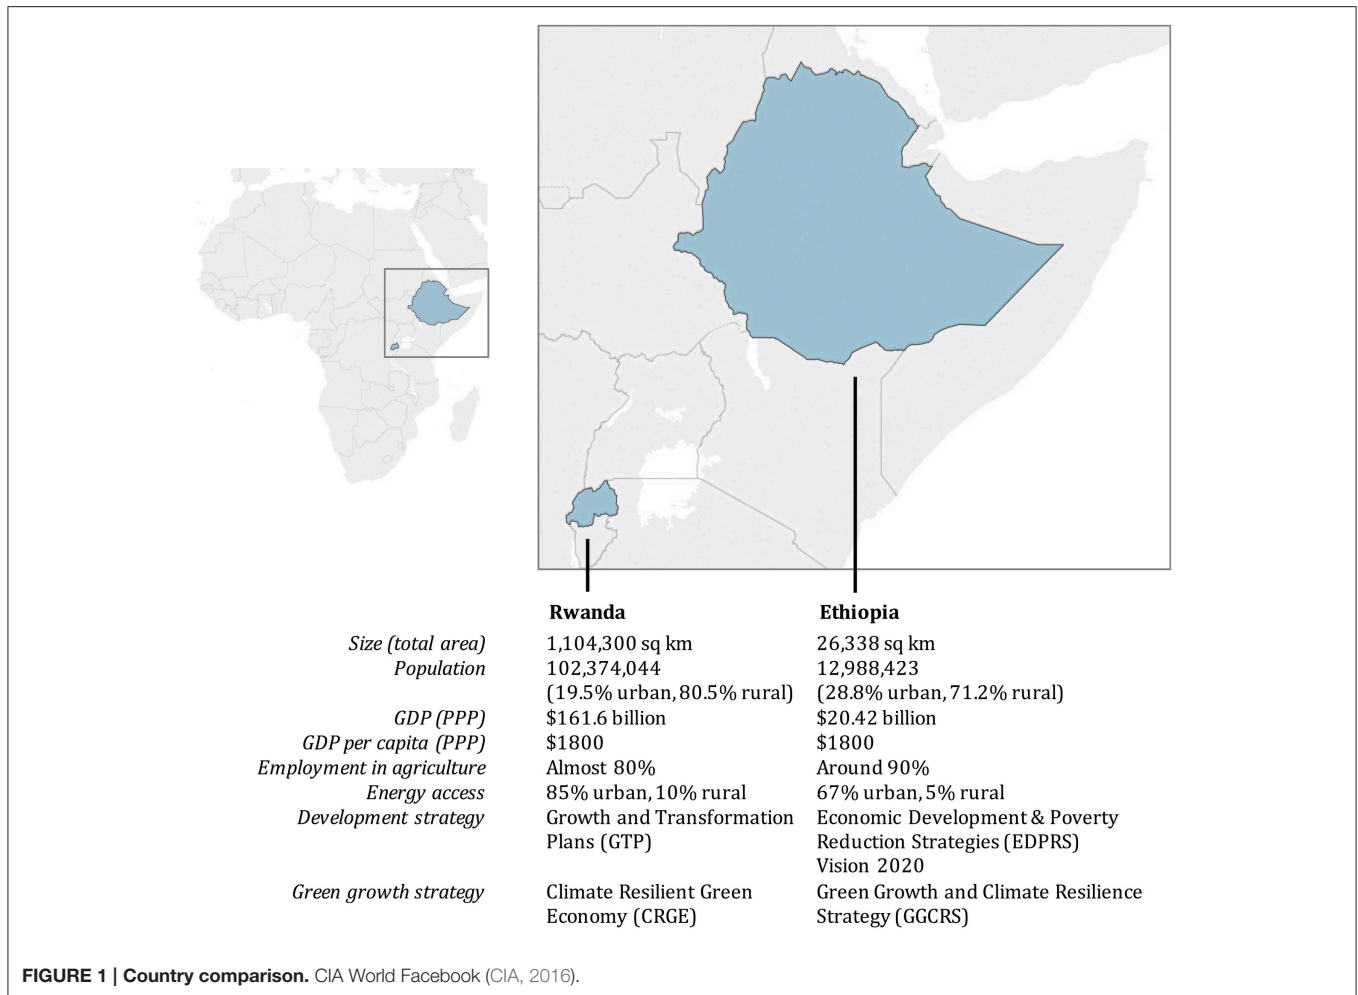 Rwanda Ethiopia
Size (total area) 1,104,300 sq km 26,338 sq km
Population 102,374,044 12,988,423
(19.5% urban, 80.5% rural) (28.8% urban, 71.2% rural)
GDP (PPP) $161.6 billion $20.42 billion
GDP per capita (PPP) $1800 $1800
Employment in agriculture Almost 80% Around 90%
Energy access 85% urban, 10% rural 67% urban, 5% rural
Development strategy Growth and Transformation Economic Development & Poverty
Plans (GTP) Reduction Strategies (EDPRS)
Vision 2020
Green growth strategy Climate Resilient Green Green Growth and Climate Resilience
Economy (CRGE) Strategy (GGCRS)
FIGURE 1 | Country comparison. CIA World Facebook (CIA, 2016).